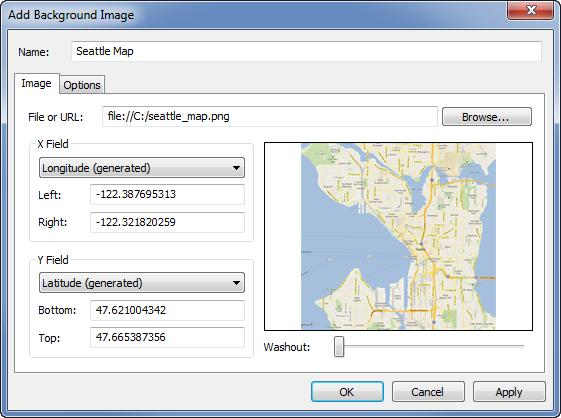 Add Background Image
Name: Seattle Map
Image Options
File or URL: file://C:/seattle_map.png Browse...
X Field
Longitude (generated)
Left: -122.387695313
Right: -122.321820259
Y Field
Latitude (generated)
Bottom: 47.621004342
Top: 47.665387356
Washout:
OK Cancel Apply